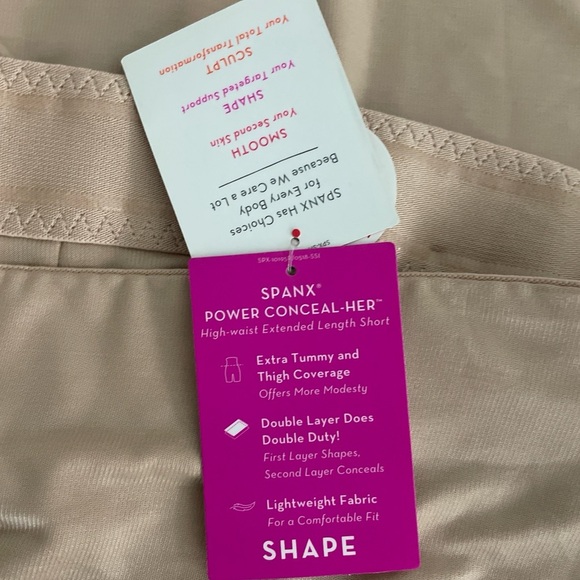 SPANX Has Choices
for Every Body
Because We Care a Lot
SMOOTH
Your Second Skin
SHAPE
Your Targeted Support
SCULPT
Your Total Transformation
SPANX®
POWER CONCEAL-HER™
High-waist Extended Length Short
Extra Tummy and
Thigh Coverage
Offers More Modesty
Double Layer Does
Double Duty!
First Layer Shapes,
Second Layer Conceals
Lightweight Fabric
For a Comfortable Fit
SHAPE